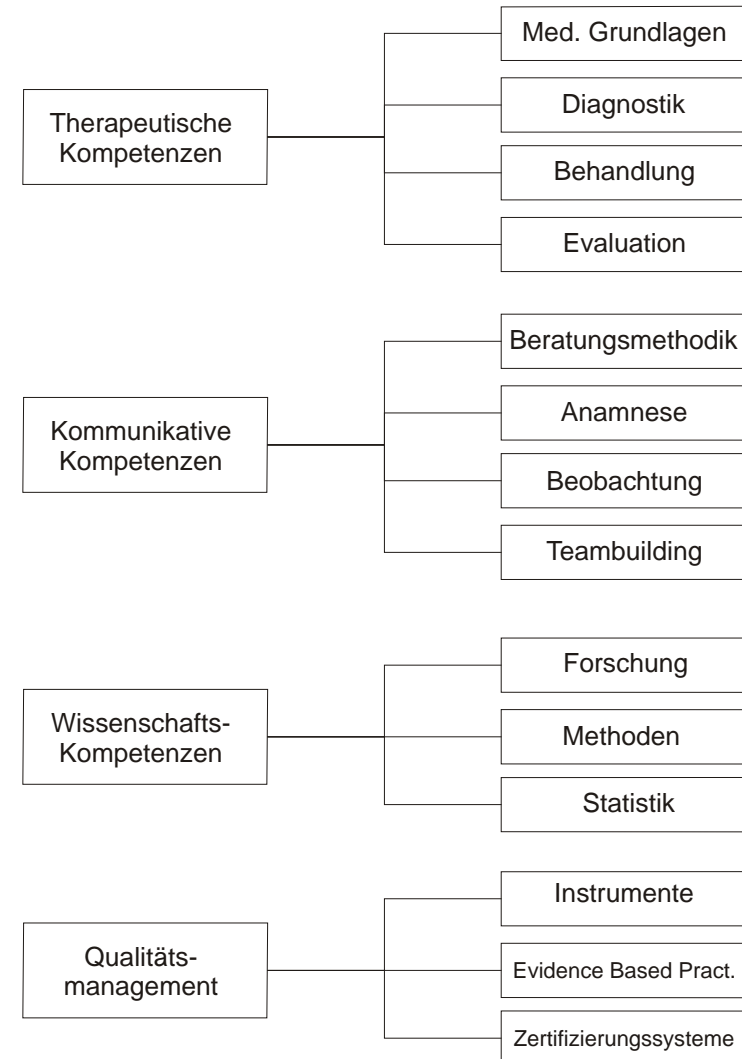 Therapeutische
Kompetenzen
Med. Grundlagen
Diagnostik
Behandlung
Evaluation
Kommunikative
Kompetenzen
Beratungsmethodik
Anamnese
Beobachtung
Teambuilding
Wissenschafts-
Kompetenzen
Forschung
Methoden
Statistik
Qualitäts-
management
Instrumente
Evidence Based Pract.
Zertifizierungssysteme